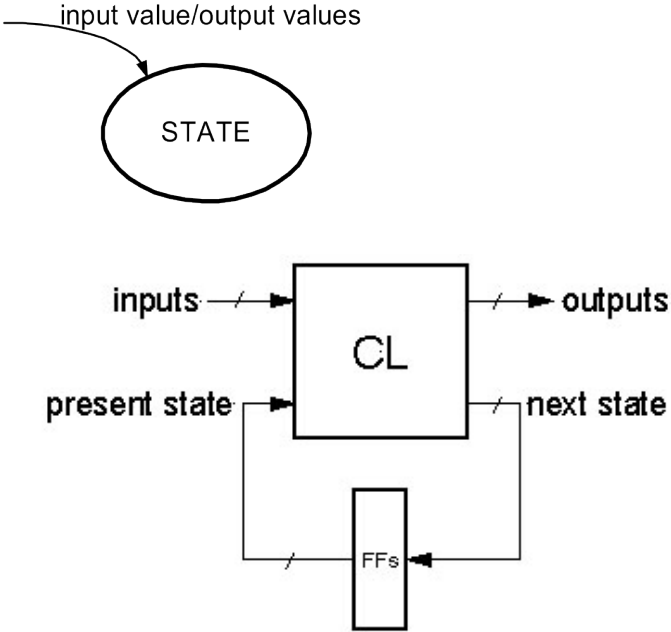 input value/output values
STATE
inputs
outputs
CL
present state
next state
FFs